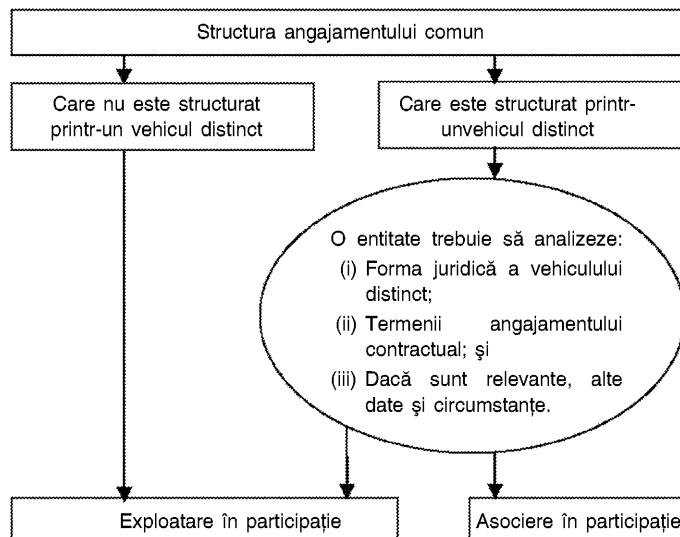 Structura angajamentului comun
Care nu este structurat
printr-un vehicul distinct
Care este structurat printr-
unvehicul distinct
O entitate trebuie să analizeze:
(i) Forma juridică a vehiculului
distinct;
(ii) Termenii angajamentului
contractual; şi
(iii) Dacă sunt relevante, alte
date şi circumstanţe.
Exploatare în participaţie
Asociere în participaţie